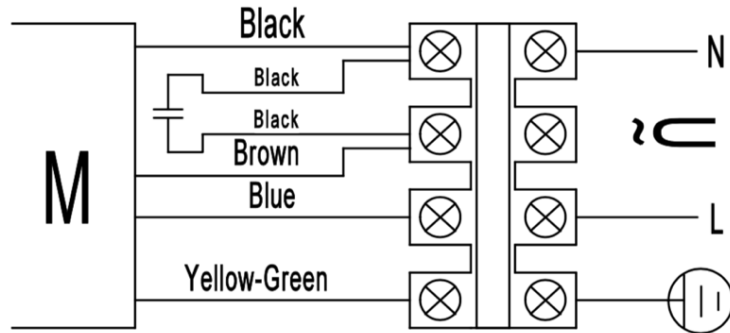 Black
N
Black
Black
~U
Brown
M
Blue
L
Yellow-Green